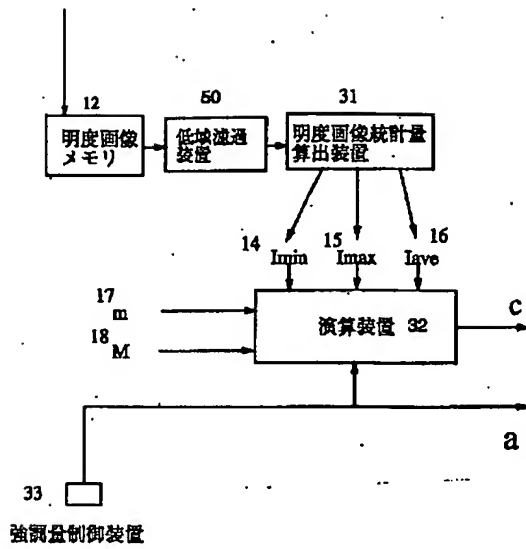 12
50
31
明度画像
メモリ
低域濾過
装置
明度画像統計量
算出装置
14
Imin
15
Imax
16
Iave
17
m
18
M
演算装置 32
c
a
33
強調量制御装置